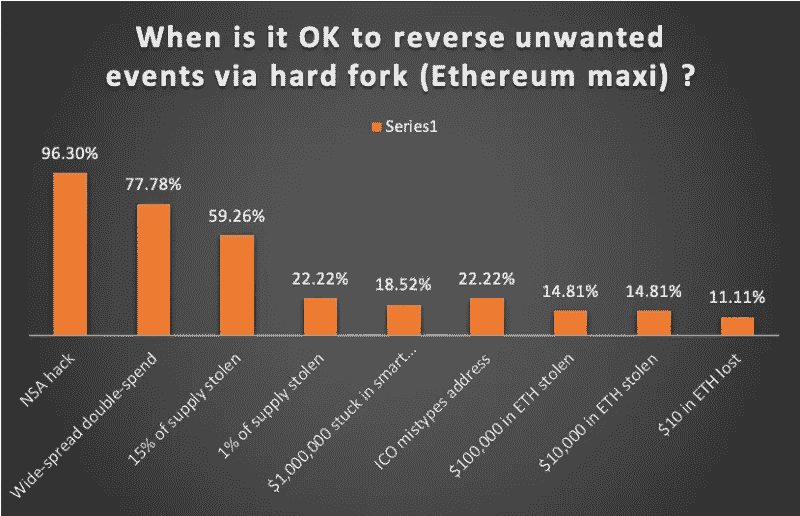 When is it OK to reverse unwanted
events via hard fork (Ethereum maxi) ?
Series1
96.30%
77.78%
59.26%
22.22%
18.52%
22.22%
14.81%
14.81%
11.11%
NSA hack
Wide-spread double-spend
15% of supply stolen
1% of supply stolen
$1,000,000 stuck in smart...
ICO mistypes address
$100,000 in ETH stolen
$10,000 in ETH stolen
$10 in ETH lost